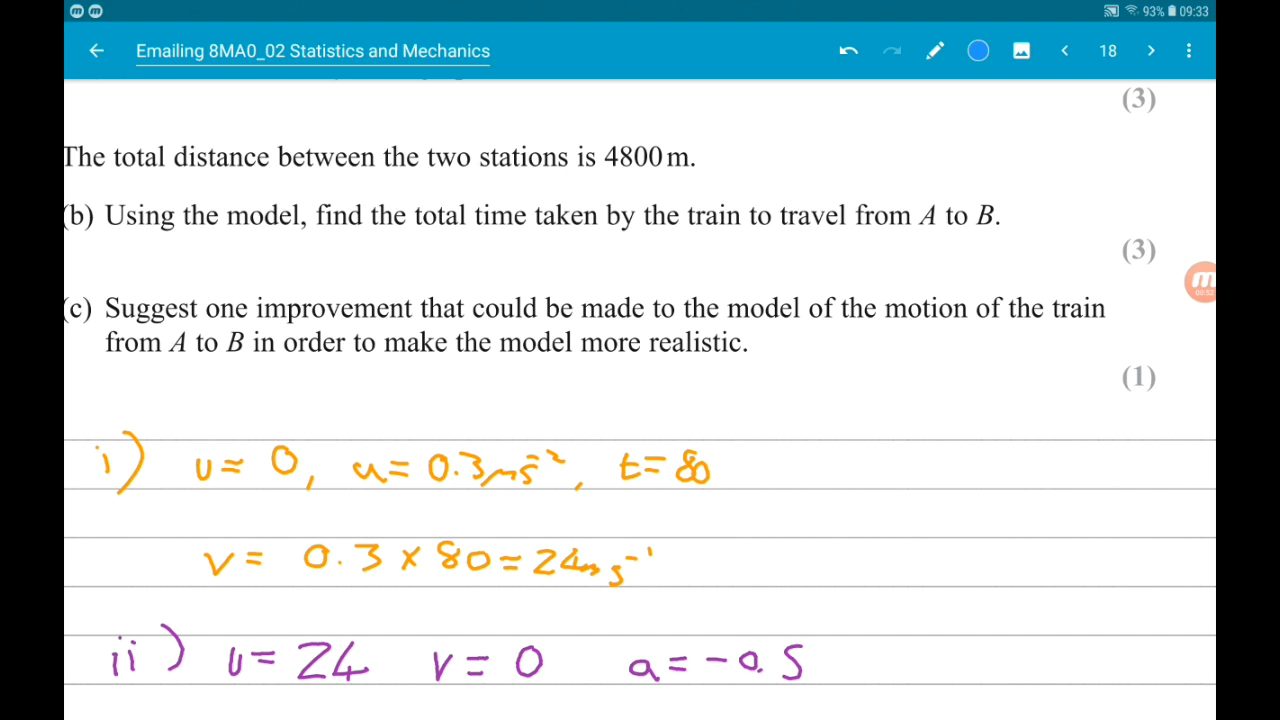 93% 09:33
Emailing 8MA0_02 Statistics and Mechanics 18
(3)
The total distance between the two stations is 4800 m.
(b) Using the model, find the total time taken by the train to travel from A to B.
(3)
(c) Suggest one improvement that could be made to the model of the motion of the train
from A to B in order to make the model more realistic.
(1)
i) u = 0, a = 0.3ms⁻², t = 80
v = 0.3 × 80 = 24ms⁻¹
ii) u = 24 v = 0 a = -0.5